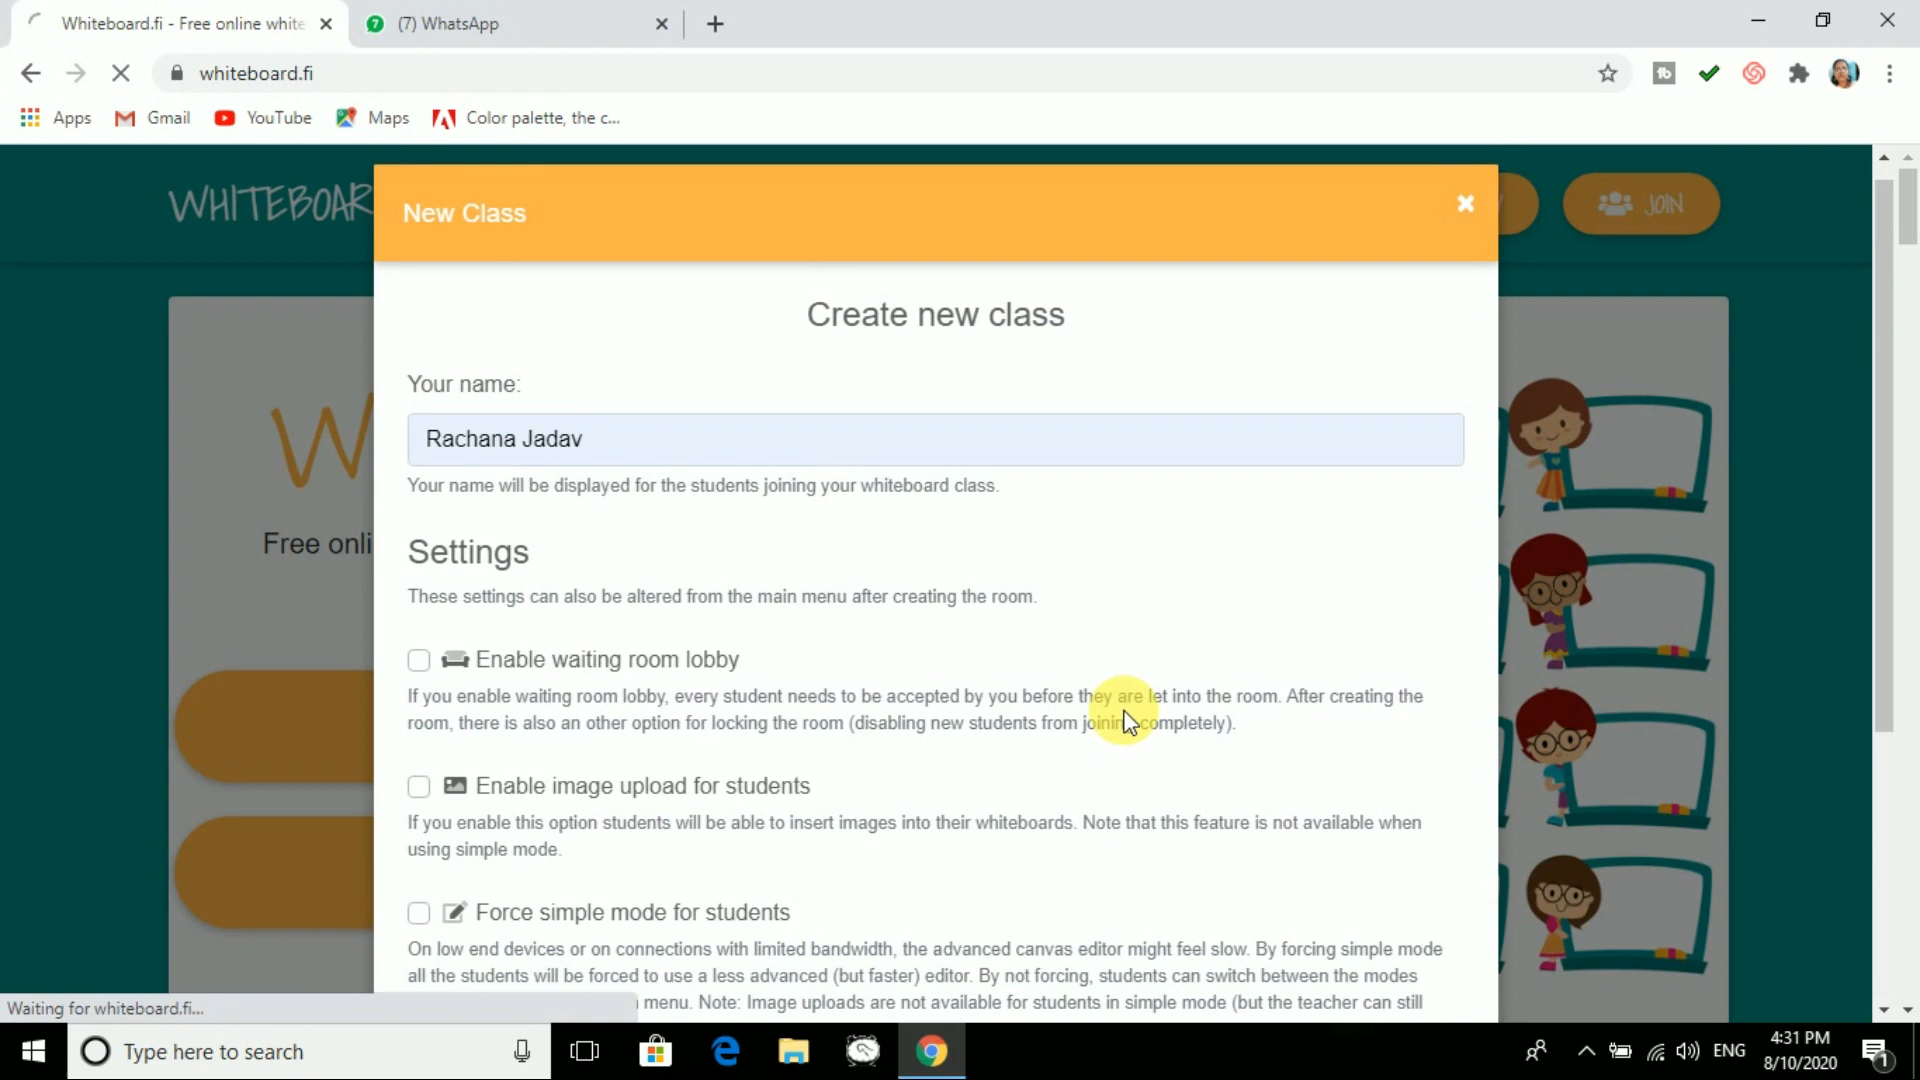 Whiteboard.fi - Free online white
(7) WhatsApp
whiteboard.fi
Apps
Gmail
YouTube
Maps
Color palette, the c...
WHITEBOAR
New Class
JOIN
Create new class
Your name:
Rachana Jadav
Your name will be displayed for the students joining your whiteboard class.
W
Free onli
Settings
These settings can also be altered from the main menu after creating the room.
Enable waiting room lobby
If you enable waiting room lobby, every student needs to be accepted by you before they are let into the room. After creating the
room, there is also an other option for locking the room (disabling new students from joining completely).
Enable image upload for students
If you enable this option students will be able to insert images into their whiteboards. Note that this feature is not available when
using simple mode.
Force simple mode for students
On low end devices or on connections with limited bandwidth, the advanced canvas editor might feel slow. By forcing simple mode
all the students will be forced to use a less advanced (but faster) editor. By not forcing, students can switch between the modes
menu. Note: Image uploads are not available for students in simple mode (but the teacher can still
Waiting for whiteboard.fi...
Type here to search
ENG
4:31 PM
8/10/2020
1